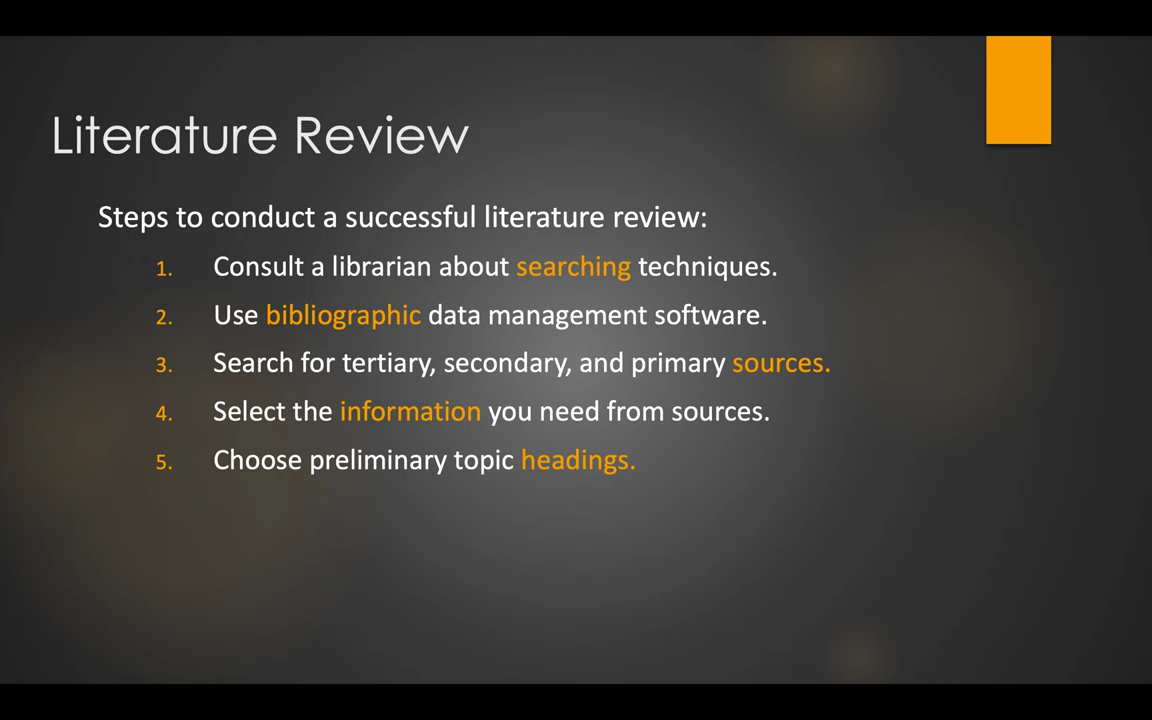 Literature Review
Steps to conduct a successful literature review:
1. Consult a librarian about searching techniques.
2. Use bibliographic data management software.
3. Search for tertiary, secondary, and primary sources.
4. Select the information you need from sources.
5. Choose preliminary topic headings.